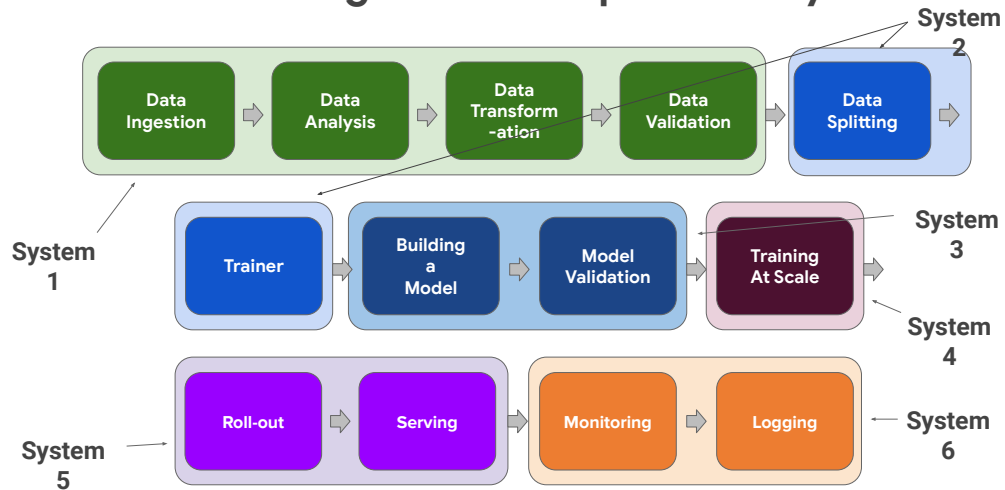 System
2
Data
Ingestion
Data
Analysis
Data
Transform
-ation
Data
Validation
Data
Splitting
System
1
Trainer
Building
a
Model
Model
Validation
Training
At Scale
System
3
System
4
Roll-out
Serving
Monitoring
Logging
System
5
System
6